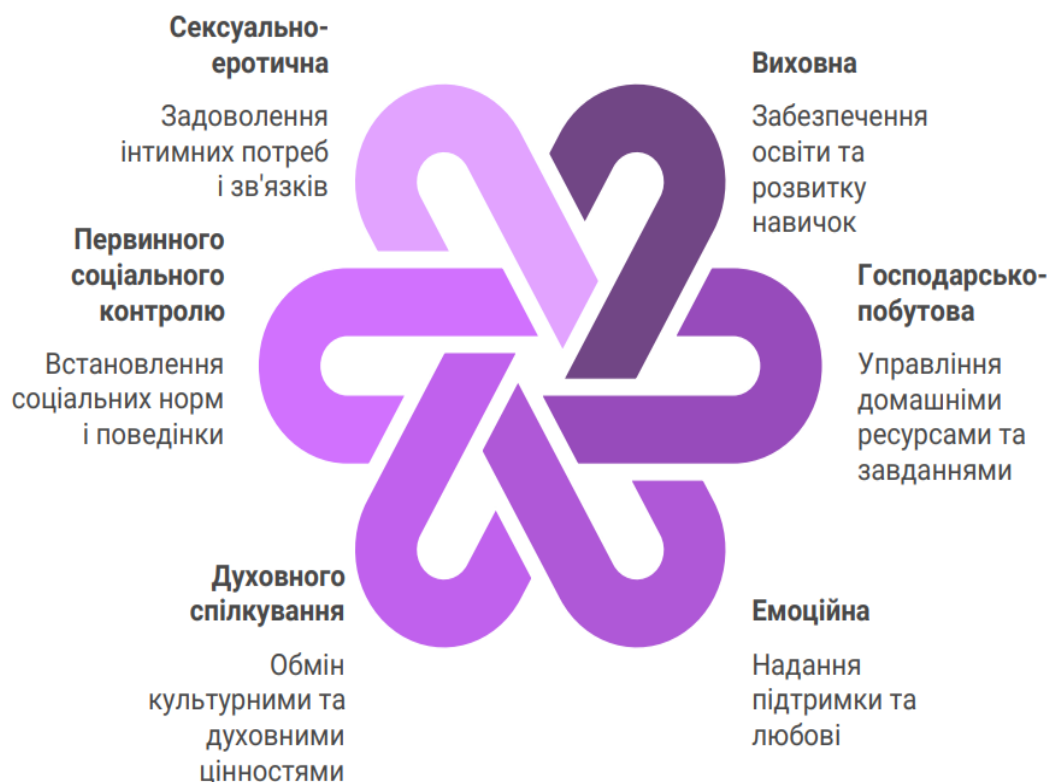 Сексуально-
еротична
Задоволення
інтимних потреб
і зв'язків
Виховна
Забезпечення
освіти та
розвитку
навичок
Первинного
соціального
контролю
Встановлення
соціальних норм
і поведінки
Господарсько-
побутова
Управління
домашніми
ресурсами та
завданнями
Духовного
спілкування
Обмін
культурними та
духовними
цінностями
Емоційна
Надання
підтримки та
любові